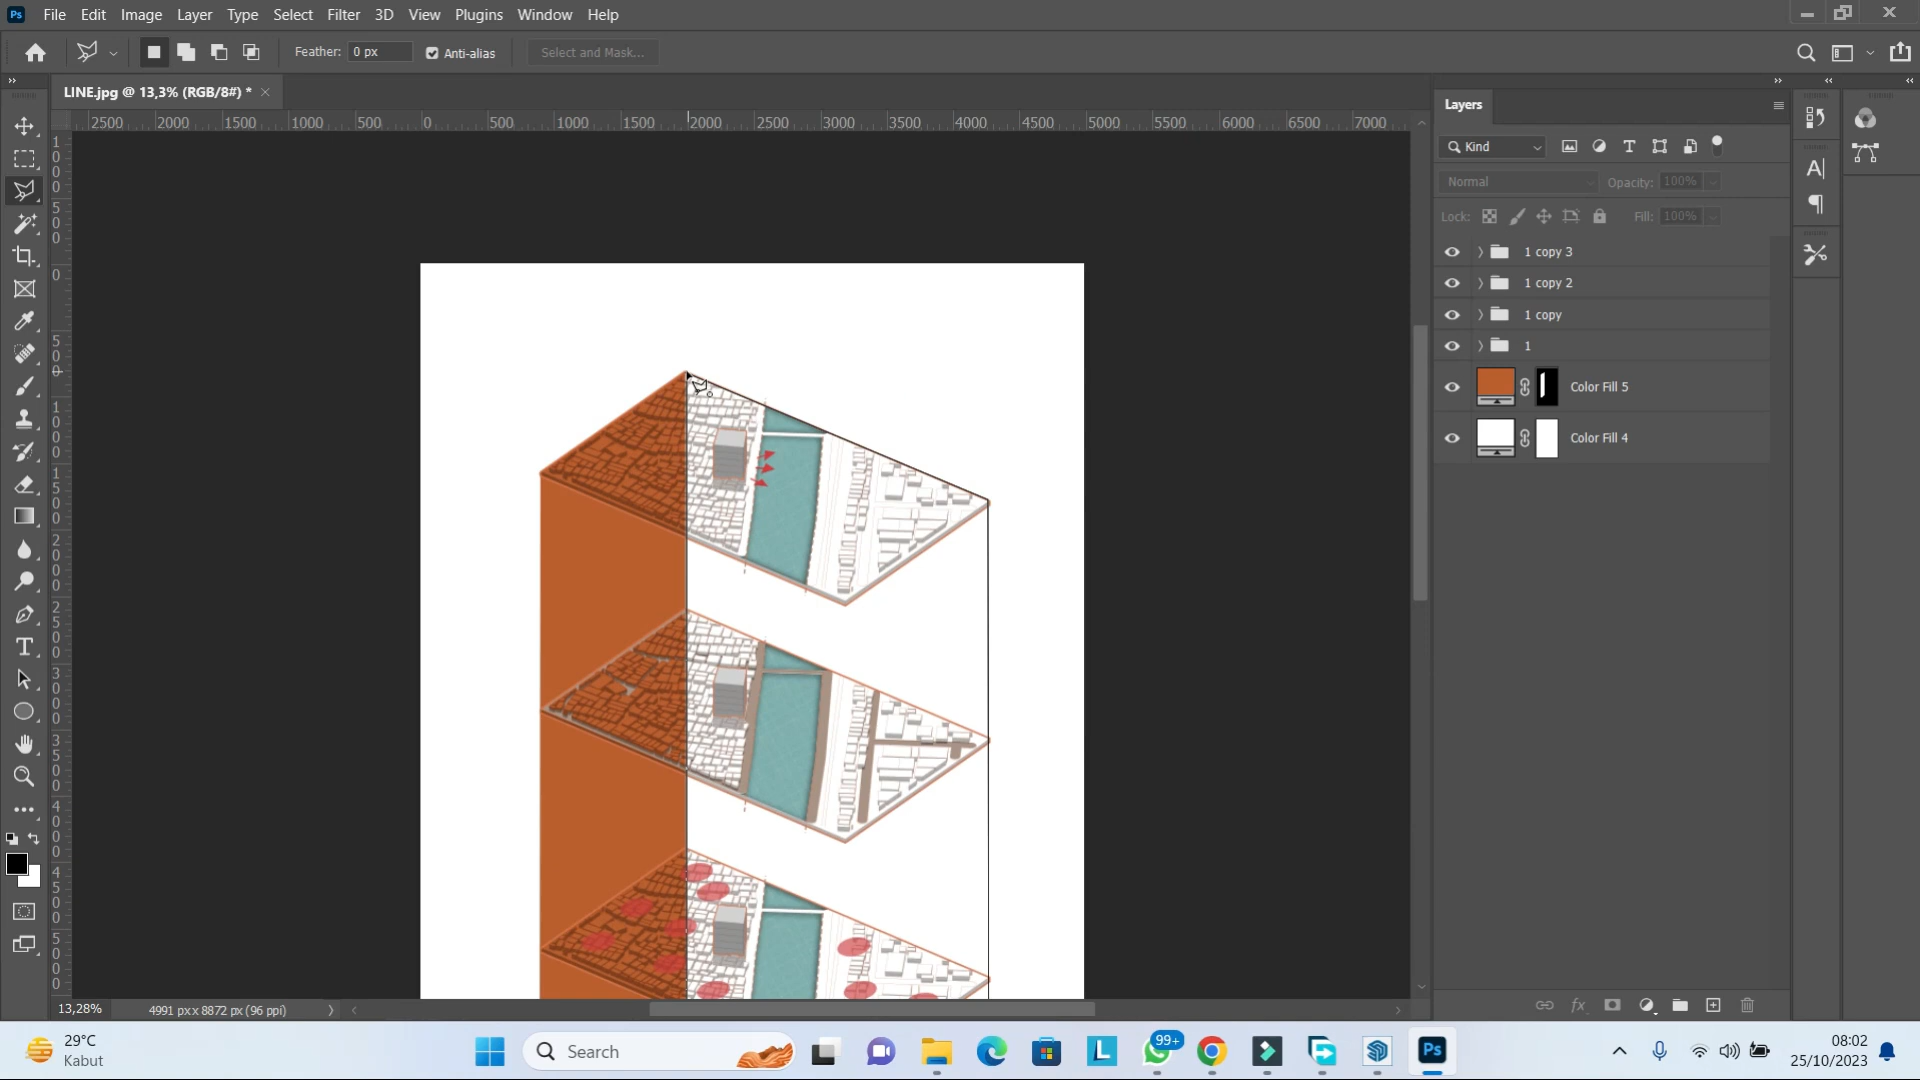 Ps File Edit Image Layer Type Select Filter 3D View Plugins Window Help
Feather: 0 px Anti-alias Select and Mask...
LINE.jpg @ 13,3% (RGB/8#) *
2500 2000 1500 1000 500 0 500 1000 1500 2000 2500 3000 3500 4000 4500 5000 5500 6000 6500 7000
Layers
Kind
Normal Opacity: 100%
Lock: Fill: 100%
1 copy 3
1 copy 2
1 copy
1
Color Fill 5
Color Fill 4
13,28% 4991 px x 8872 px (96 ppi)
29°C
Kabut
Search
99+
Ps
08:02
25/10/2023